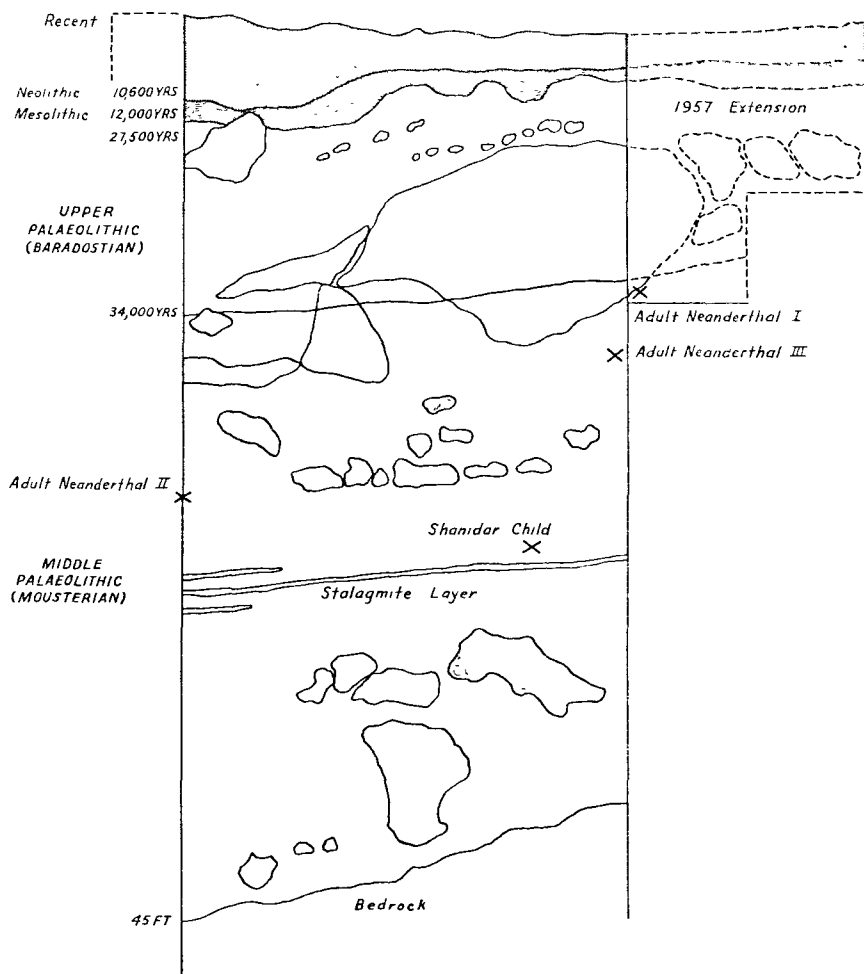 Recent
Neolithic 10,600 YRS
Mesolithic 12,000 YRS
27,500 YRS
1957 Extension
UPPER
PALAEOLITHIC
(BARADOSTIAN)
34,000 YRS
Adult Neanderthal I
Adult Neanderthal III
Adult Neanderthal II
Shanidar Child
MIDDLE
PALAEOLITHIC
(MOUSTERIAN)
Stalagmite Layer
Bedrock
45 FT